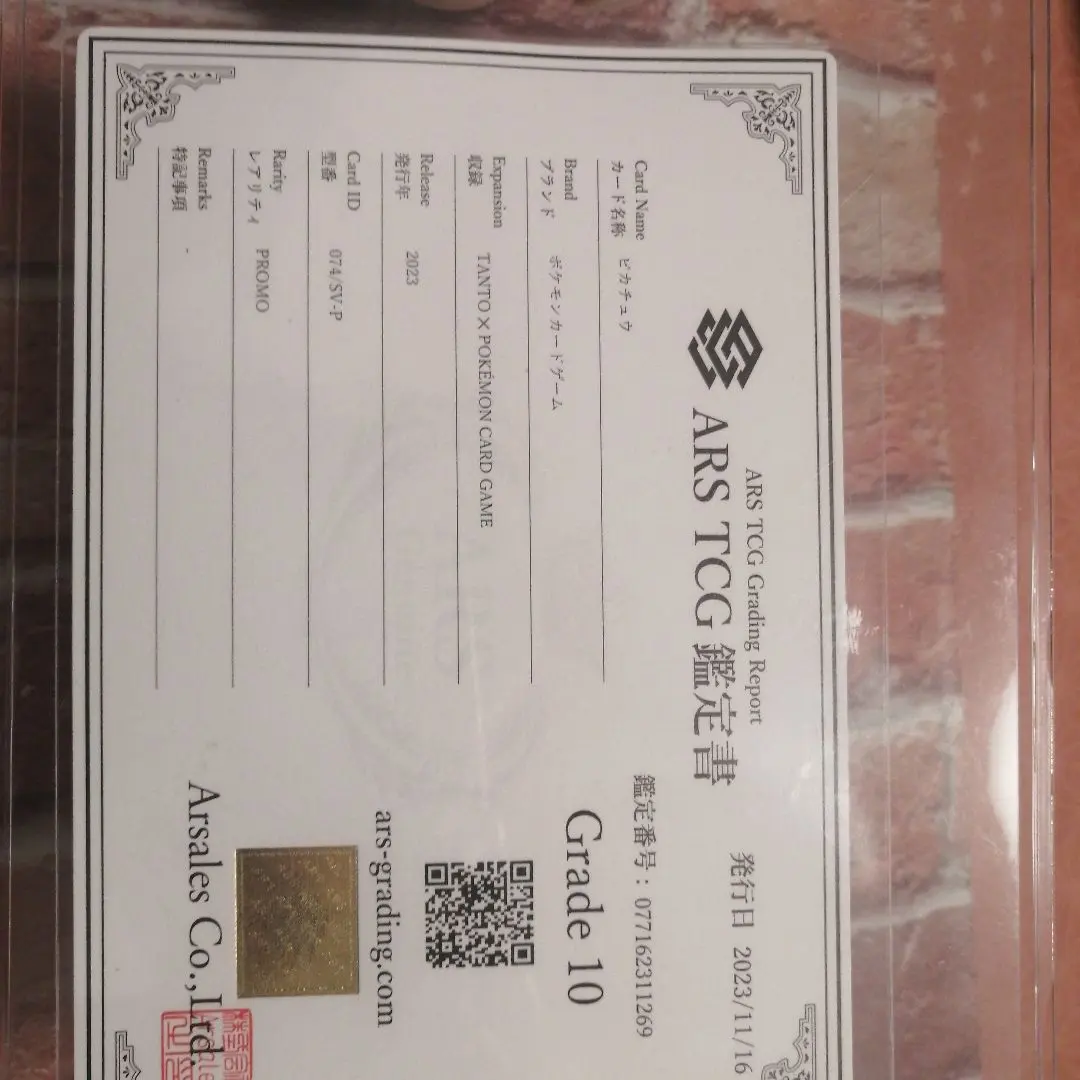 ARS TCG Grading Report
ARS TCG 鑑定書
発行日 2023/11/16
鑑定番号：077162311269
Card Name
カード名称 ピカチュウ
Brand
ブランド ポケモンカードゲーム
Expansion
収録 TANTO×POKÉMON CARD GAME
Release
発行年 2023
Card ID
型番 074/SV-P
Rarity
レアリティ PROMO
Remarks
特記事項 -
Grade 10
ars-grading.com
Arsales Co.,Ltd.